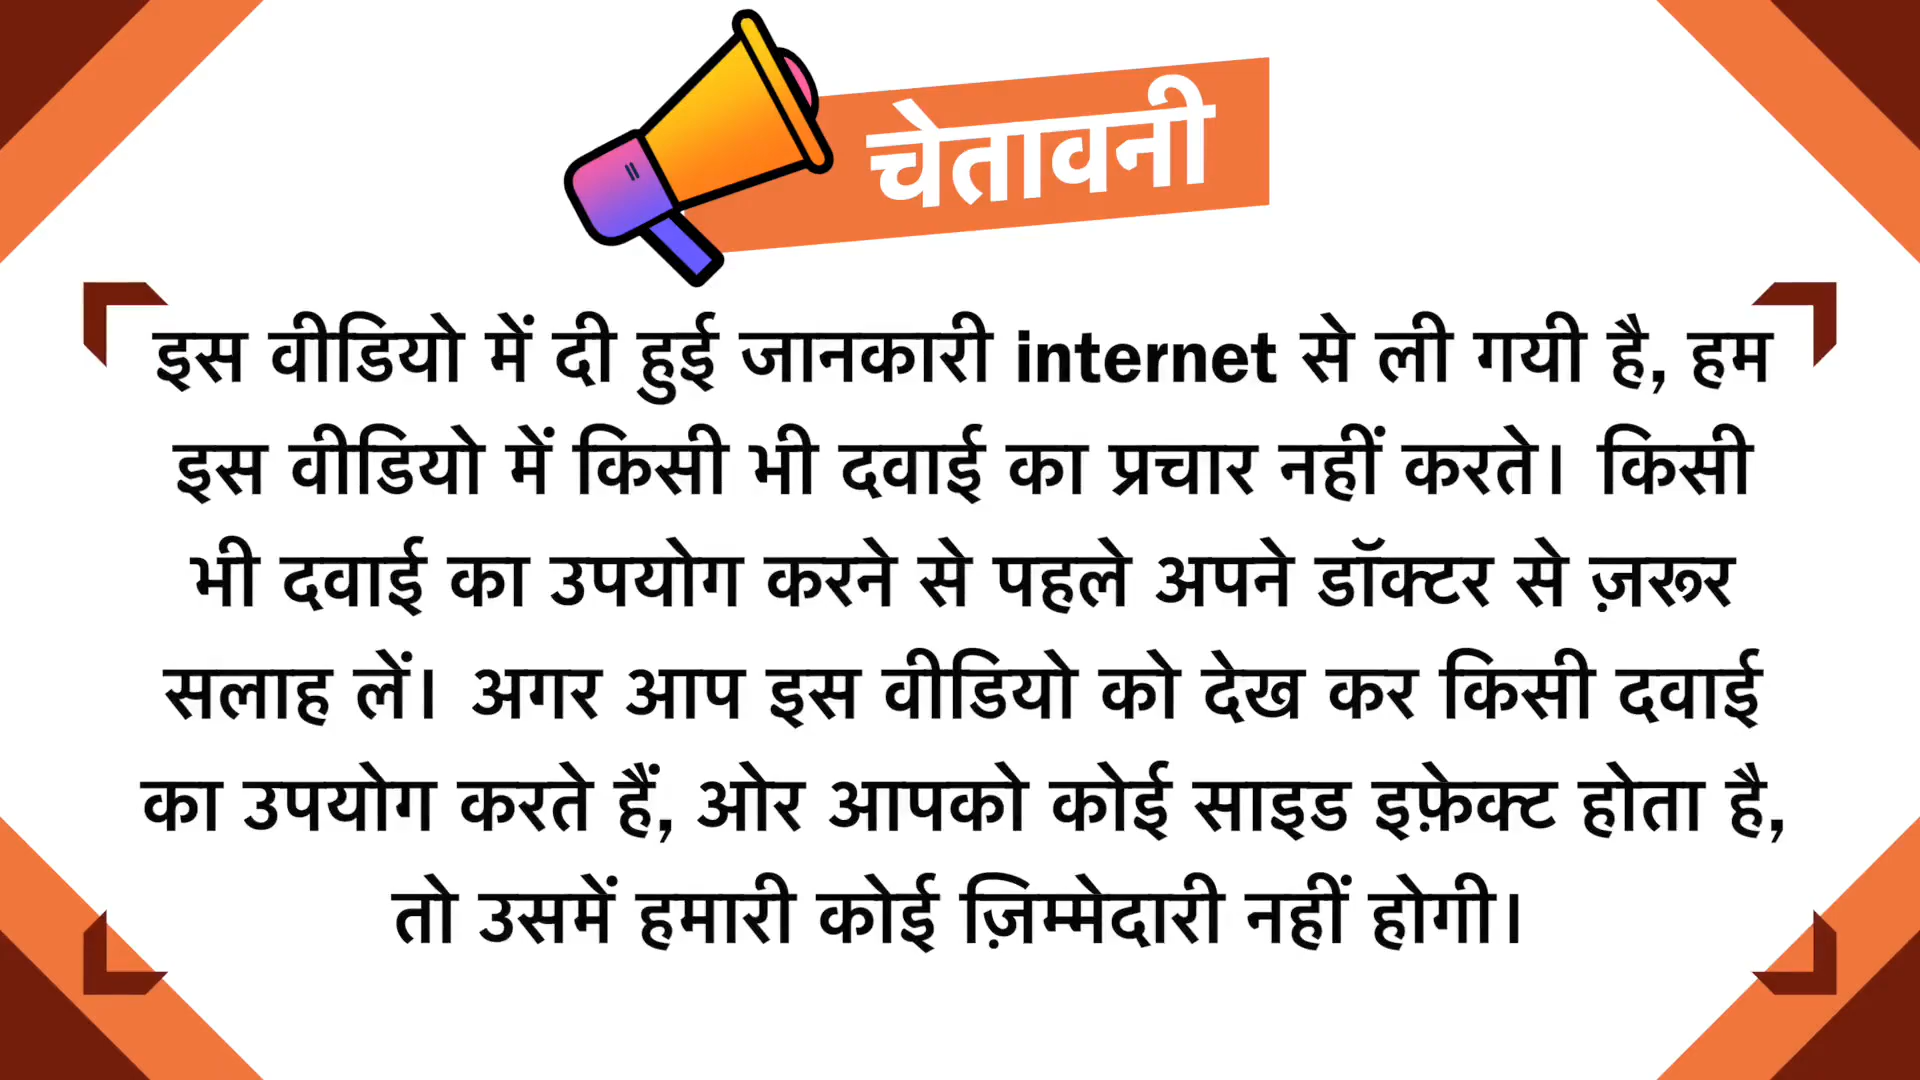 चेतावनी
इस वीडियो में दी हुई जानकारी internet से ली गयी है, हम
इस वीडियो में किसी भी दवाई का प्रचार नहीं करते। किसी
भी दवाई का उपयोग करने से पहले अपने डॉक्टर से ज़रूर
सलाह लें। अगर आप इस वीडियो को देख कर किसी दवाई
का उपयोग करते हैं, ओर आपको कोई साइड इफ़ेक्ट होता है,
तो उसमें हमारी कोई ज़िम्मेदारी नहीं होगी।